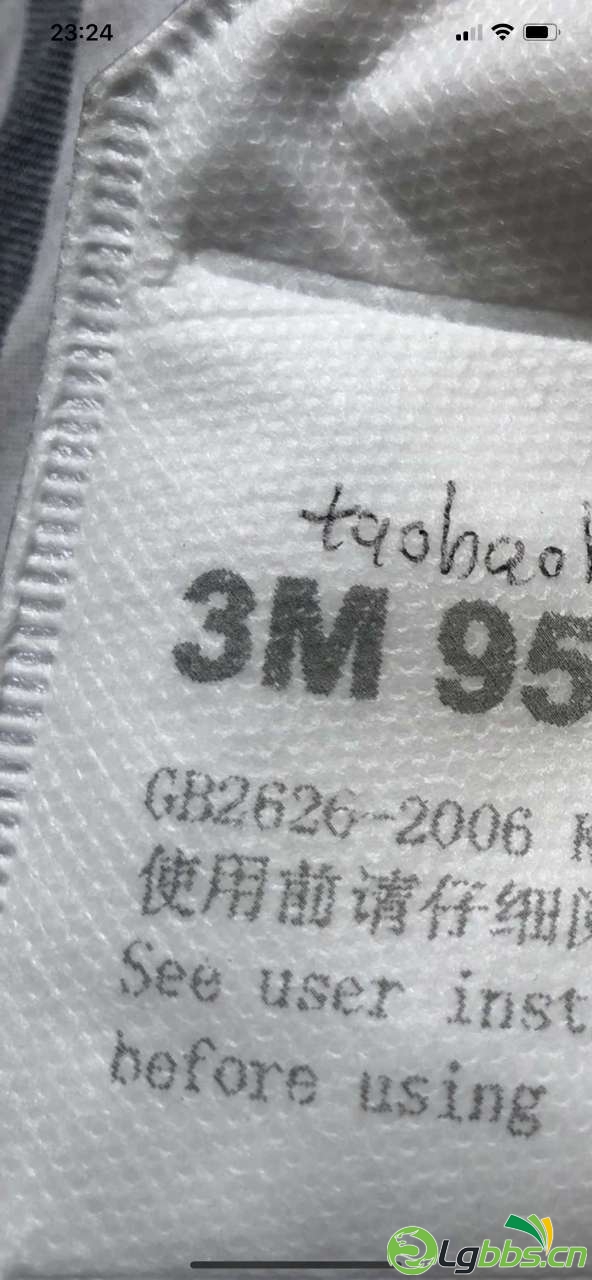 23:24
taobao
3M 95
GB2626-2006
使用前请仔细
See user inst
before using
Lgbbs.cn